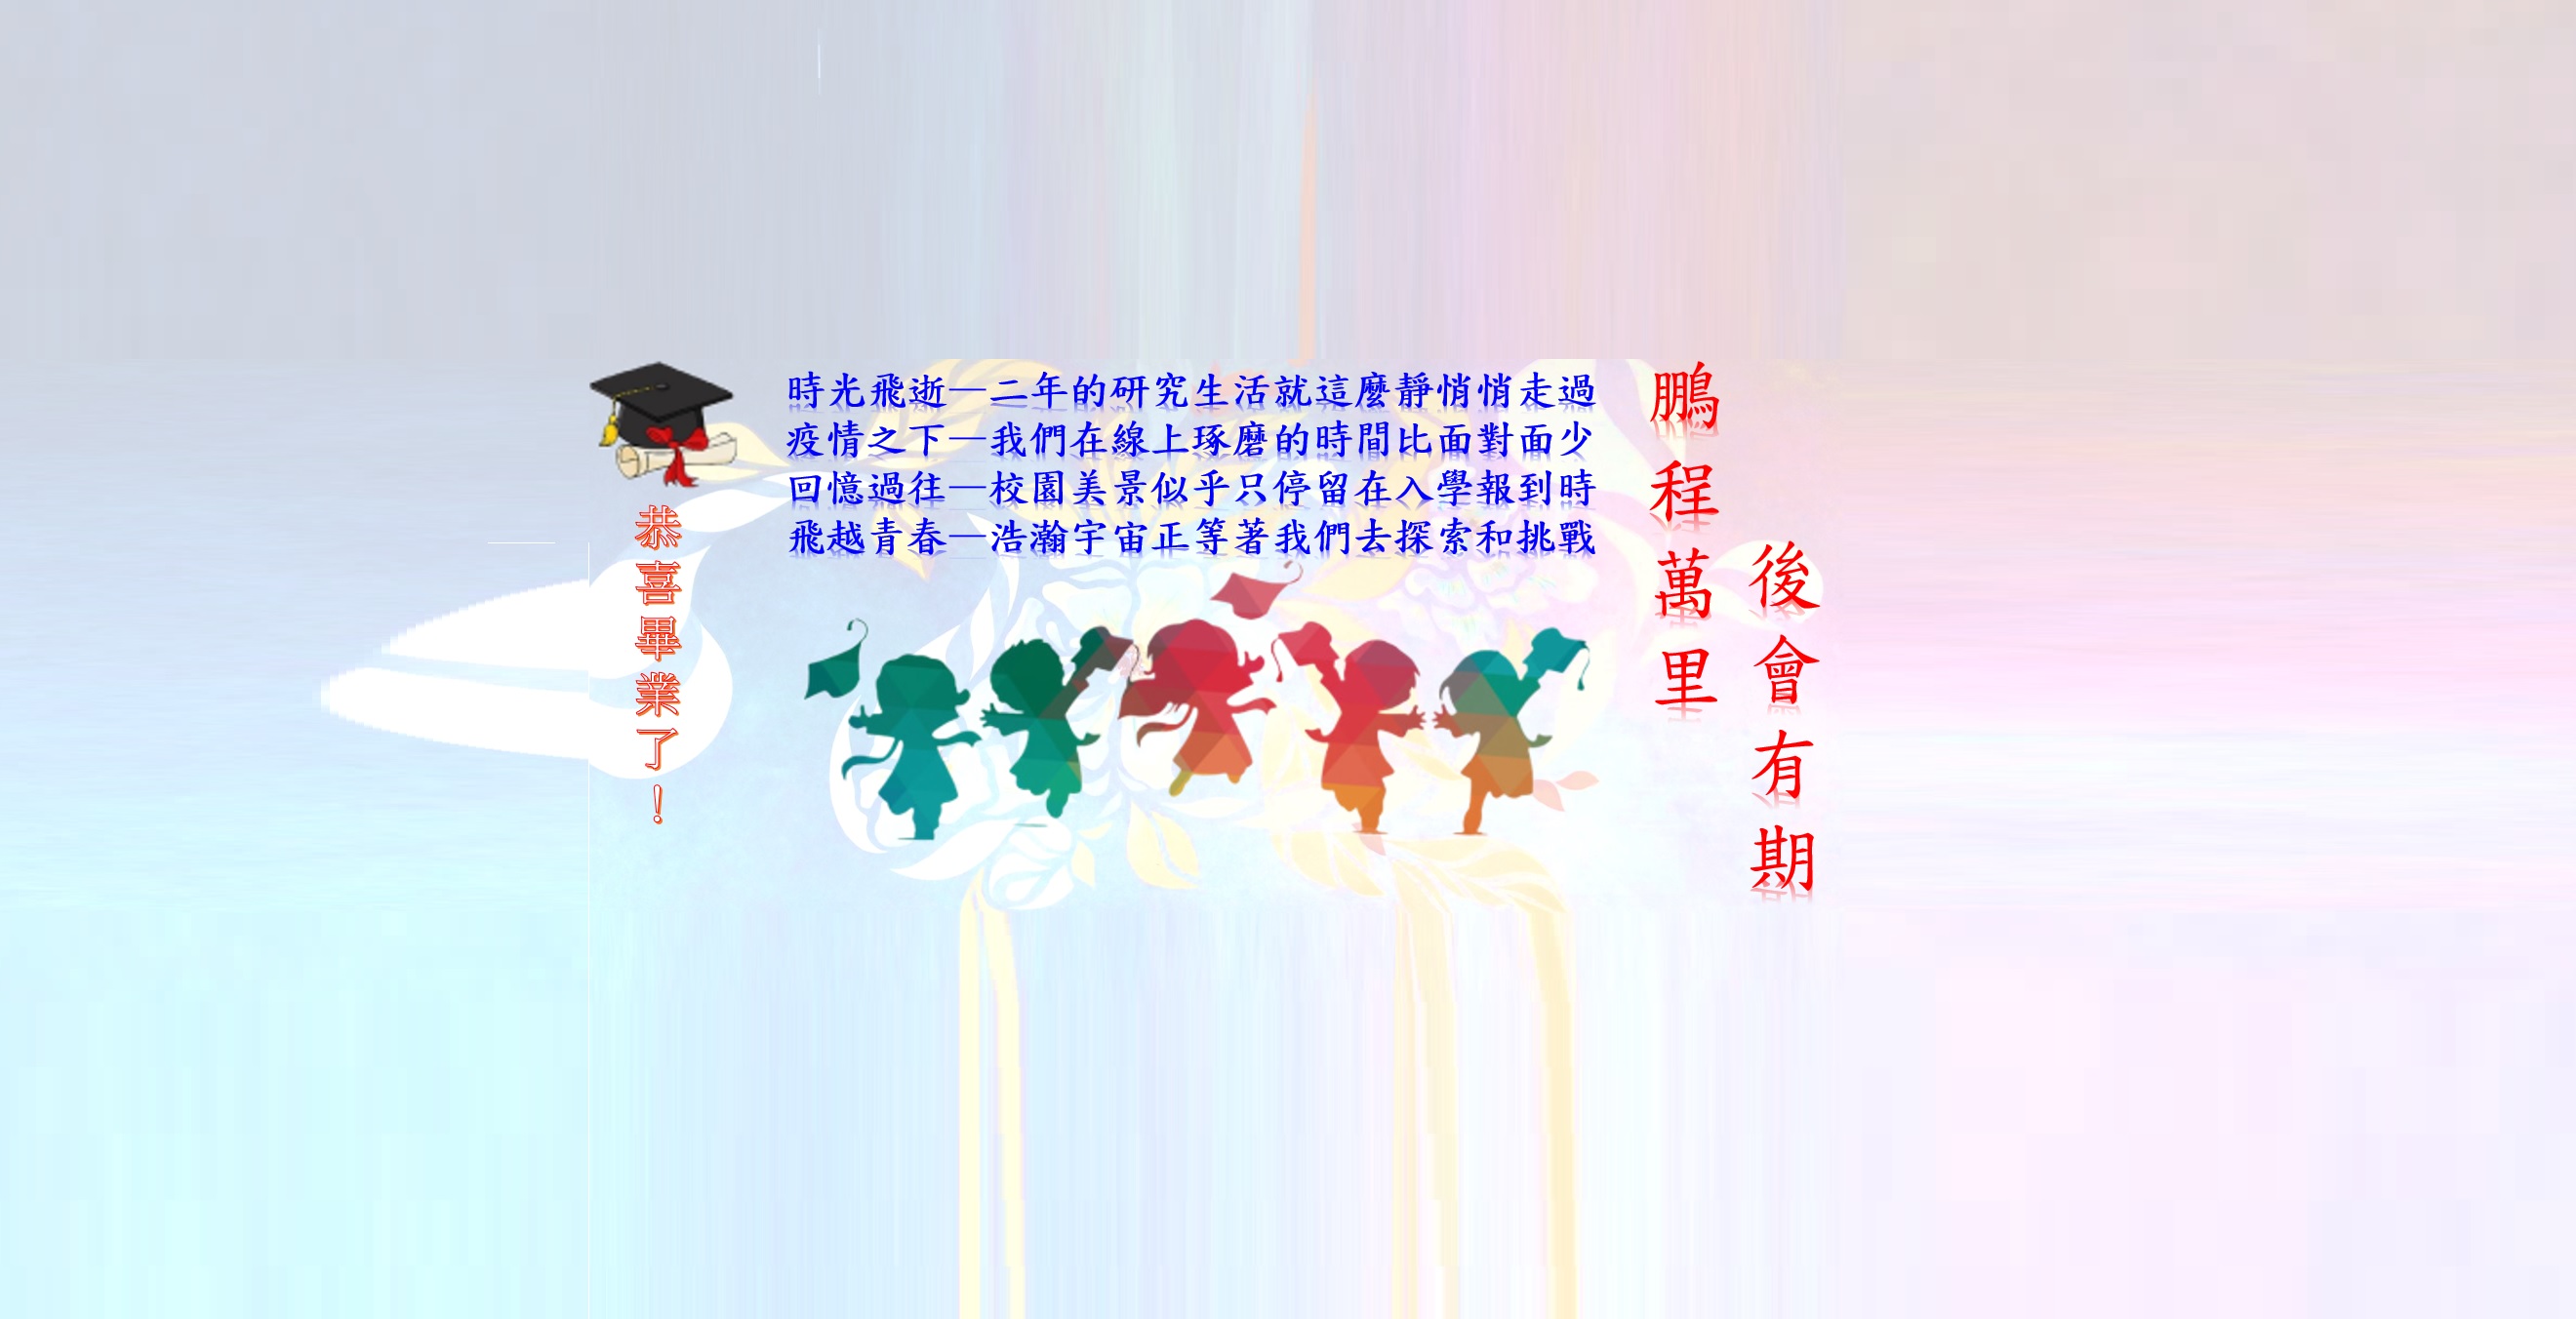 時光飛逝—二年的研究生活就這麼靜悄悄走過
疫情之下—我們在線上琢磨的時間比面對面少
回憶過往—校園美景似乎只停留在入學報到時
飛越青春—浩瀚宇宙正等著我們去探索和挑戰
鵬程萬里
後會有期
恭喜畢業了!